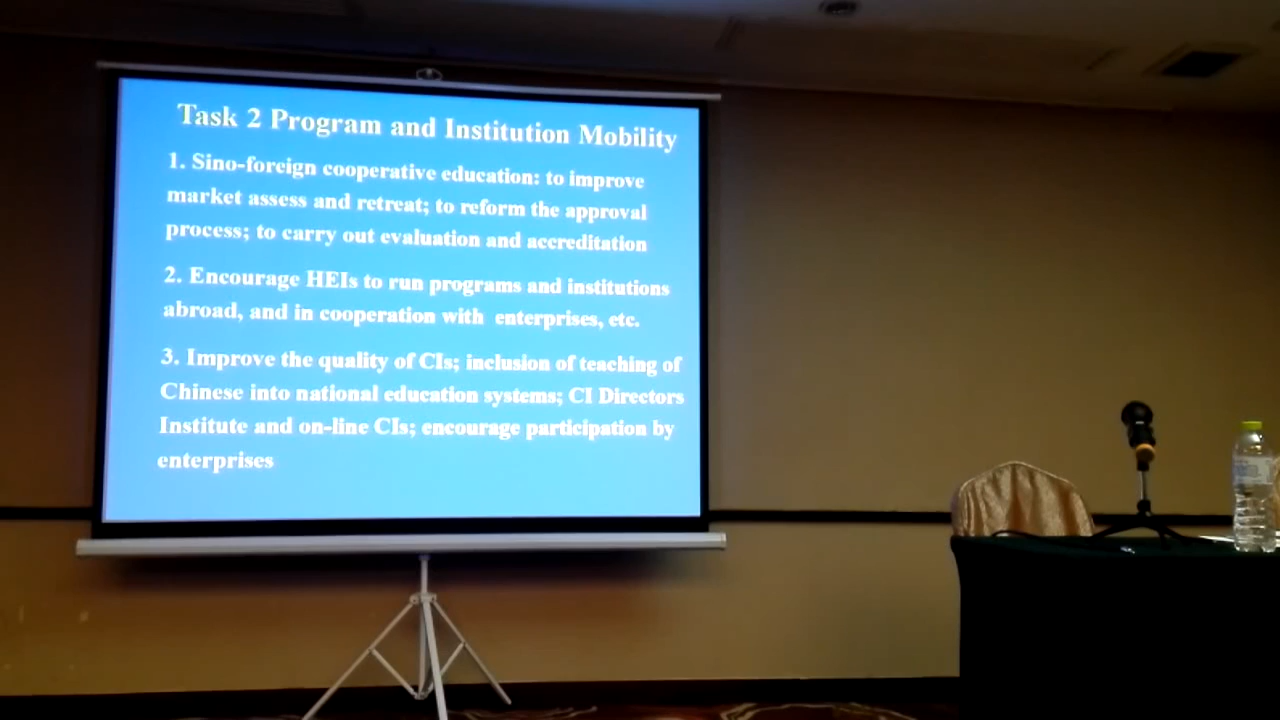 Task 2 Program and Institution Mobility
1. Sino-foreign cooperative education: to improve
market assess and retreat; to reform the approval
process; to carry out evaluation and accreditation
2. Encourage HEIs to run programs and institutions
abroad, and in cooperation with enterprises, etc.
3. Improve the quality of CIs; inclusion of teaching of
Chinese into national education systems; CI Directors
Institute and on-line CIs; encourage participation by
enterprises